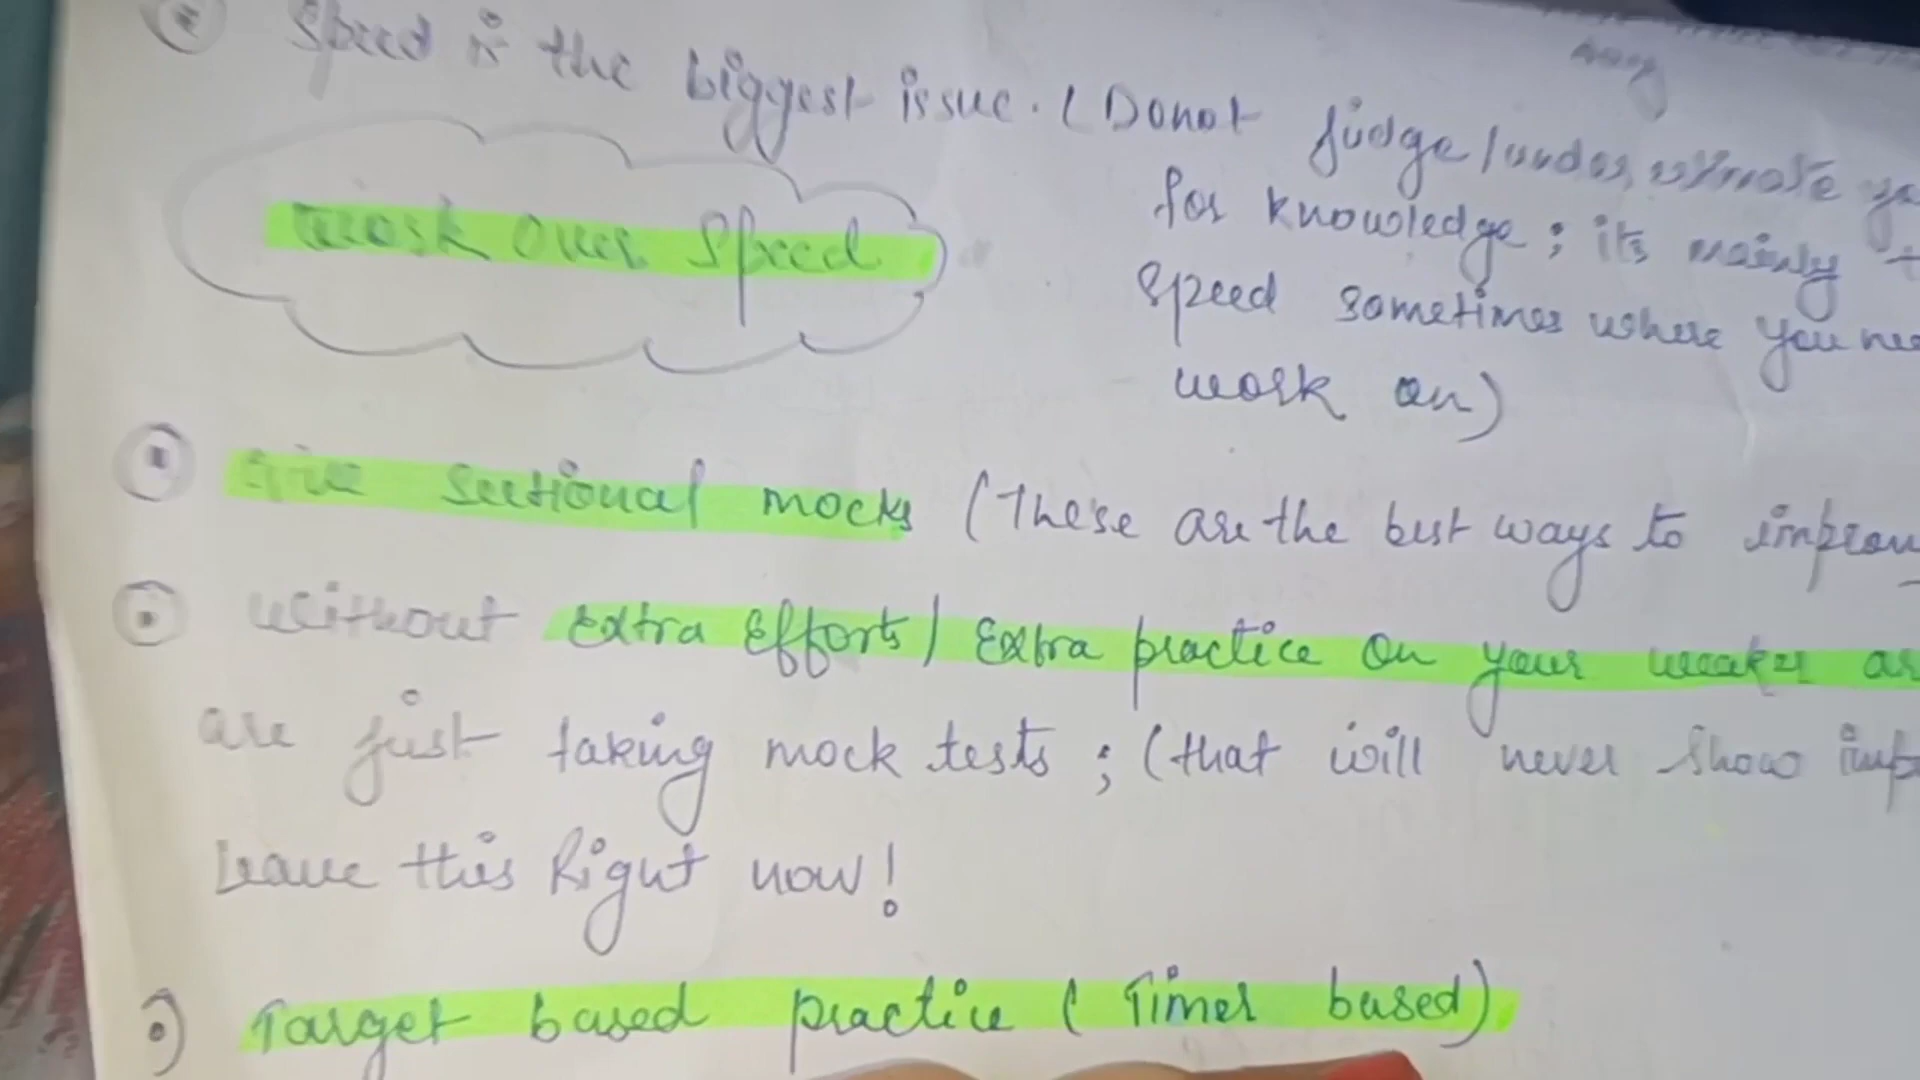 Speed is the biggest issue. (Donot judge/underestimate
for knowledge; its mainly
Work Over Speed
speed sometimes where you
work on)
Give sectional mocks (These are the best ways to
without Extra Efforts/ Extra practice on your weaker
are just taking mock tests; (that will never show
Leave this Right now!
Target based practice (Timer based)